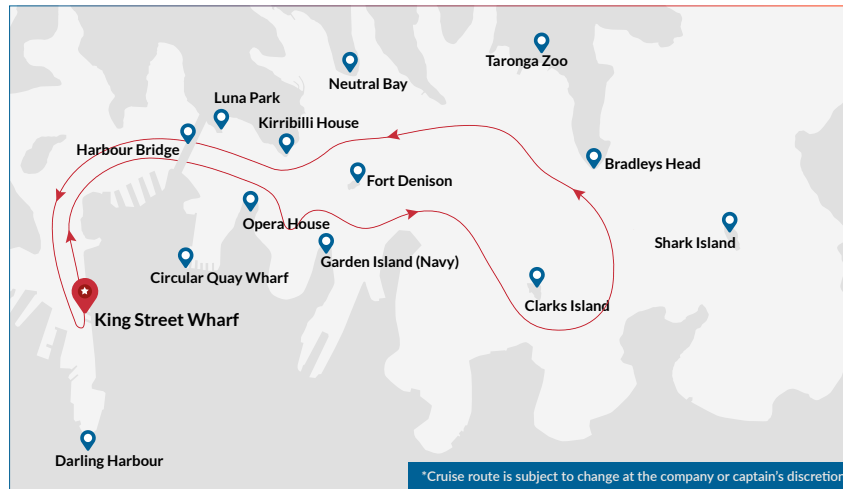 Taronga Zoo
Neutral Bay
Luna Park
Kirribilli House
Harbour Bridge
Bradleys Head
Fort Denison
Opera House
Shark Island
Garden Island (Navy)
Circular Quay Wharf
Clarks Island
King Street Wharf
Darling Harbour
*Cruise route is subject to change at the company or captain's discretion